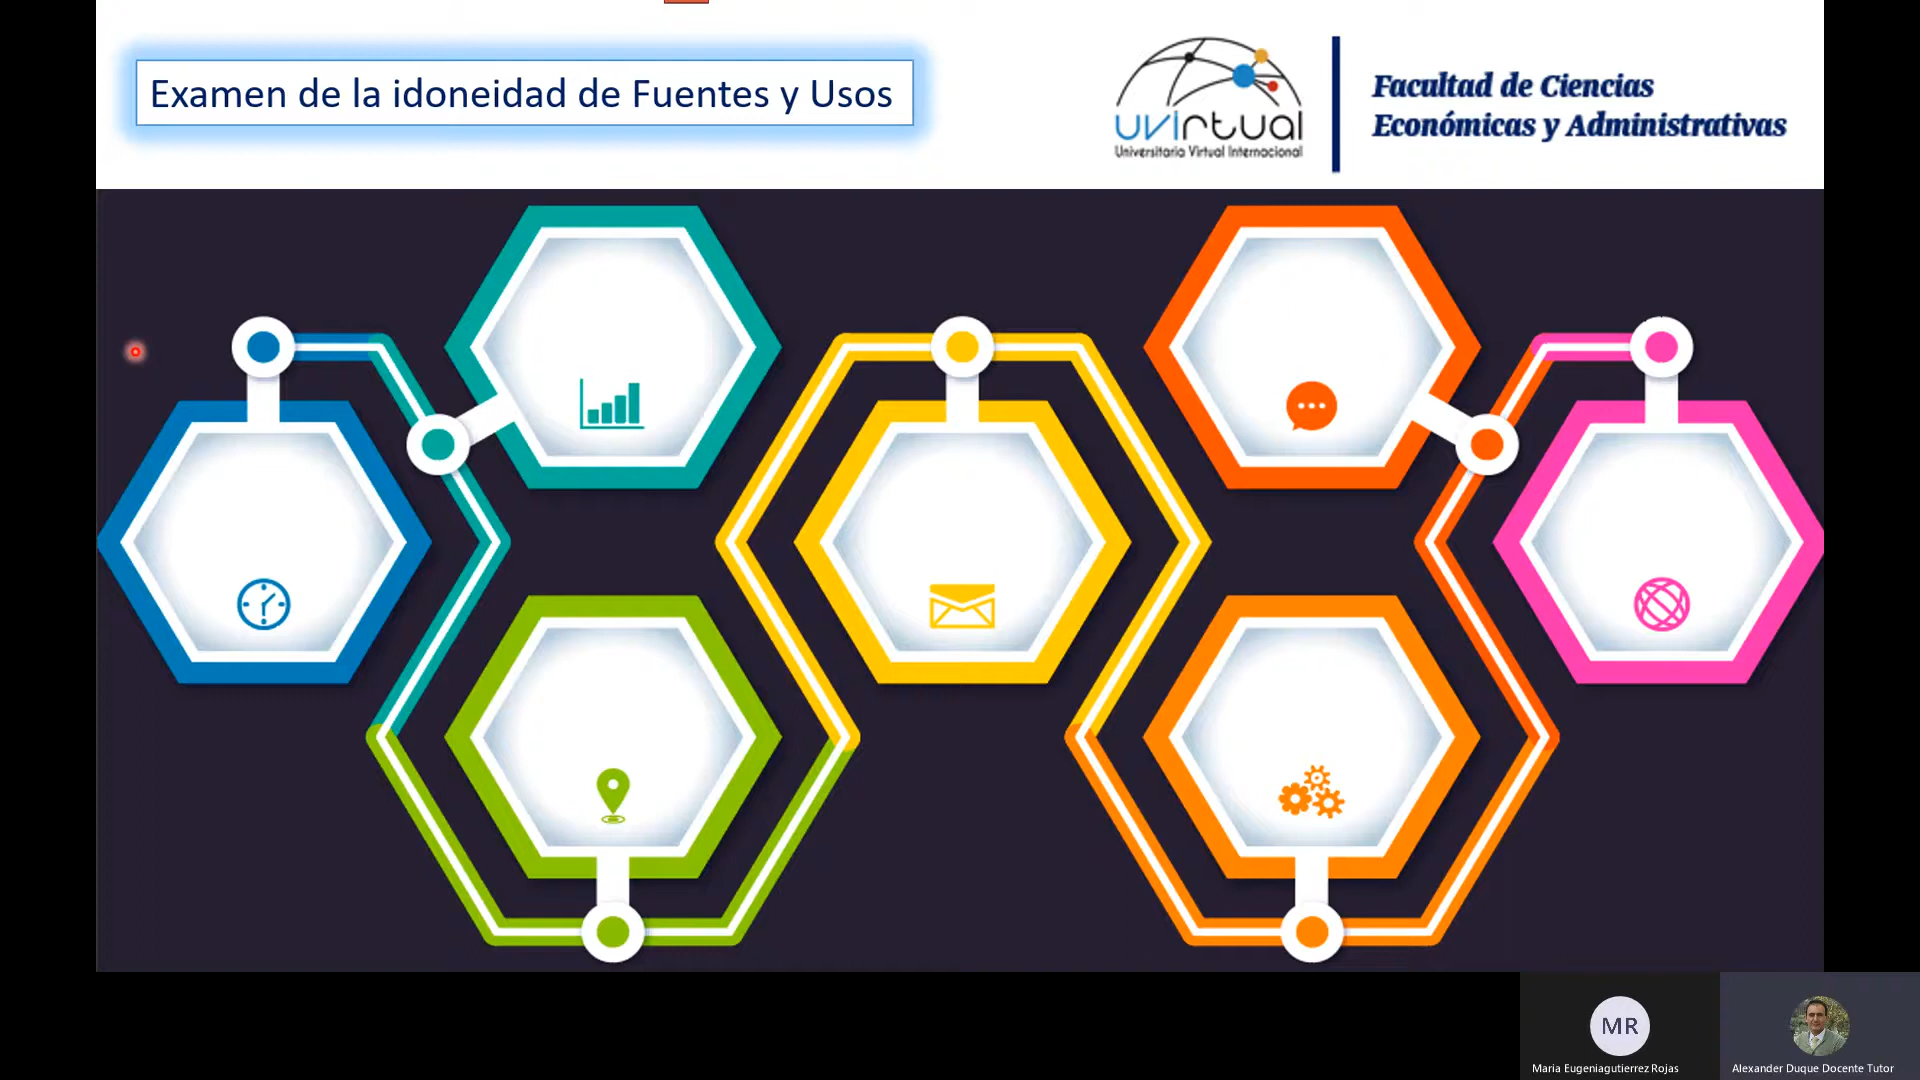 Examen de la idoneidad de Fuentes y Usos
uvirtual
Universitaria Virtual Internacional
Facultad de Ciencias
Económicas y Administrativas
MR
Maria Eugeniagutierrez Rojas
Alexander Duque Docente Tutor